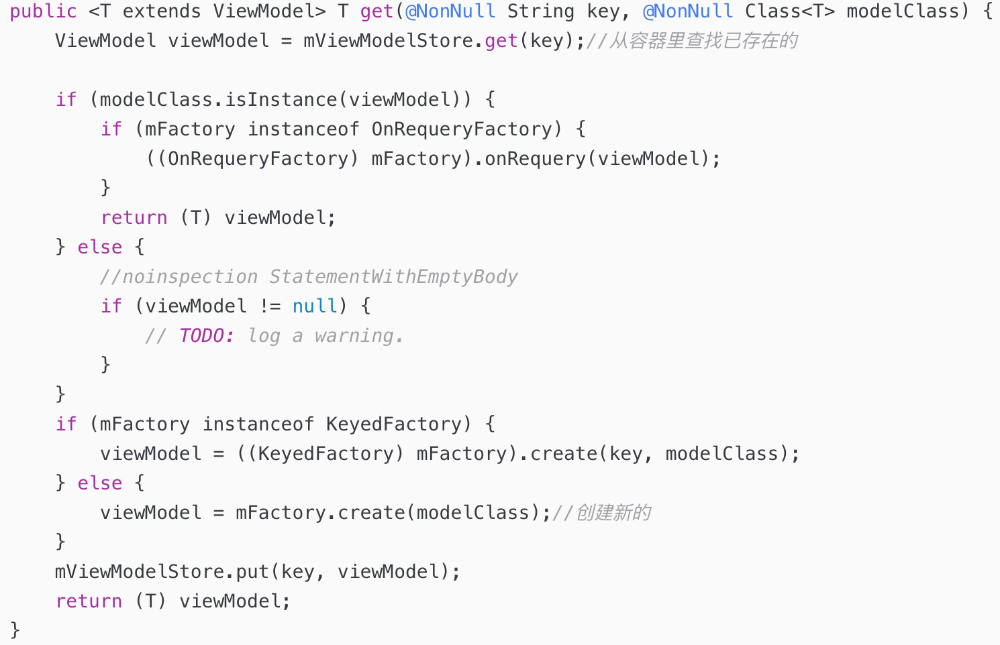 public <T extends ViewModel> T get(@NonNull String key, @NonNull Class<T> modelClass) {
    ViewModel viewModel = mViewModelStore.get(key);//从容器里查找已存在的

    if (modelClass.isInstance(viewModel)) {
        if (mFactory instanceof OnRequeryFactory) {
            ((OnRequeryFactory) mFactory).onRequery(viewModel);
        }
        return (T) viewModel;
    } else {
        //noinspection StatementWithEmptyBody
        if (viewModel != null) {
            // TODO: log a warning.
        }
    }
    if (mFactory instanceof KeyedFactory) {
        viewModel = ((KeyedFactory) mFactory).create(key, modelClass);
    } else {
        viewModel = mFactory.create(modelClass);//创建新的
    }
    mViewModelStore.put(key, viewModel);
    return (T) viewModel;
}